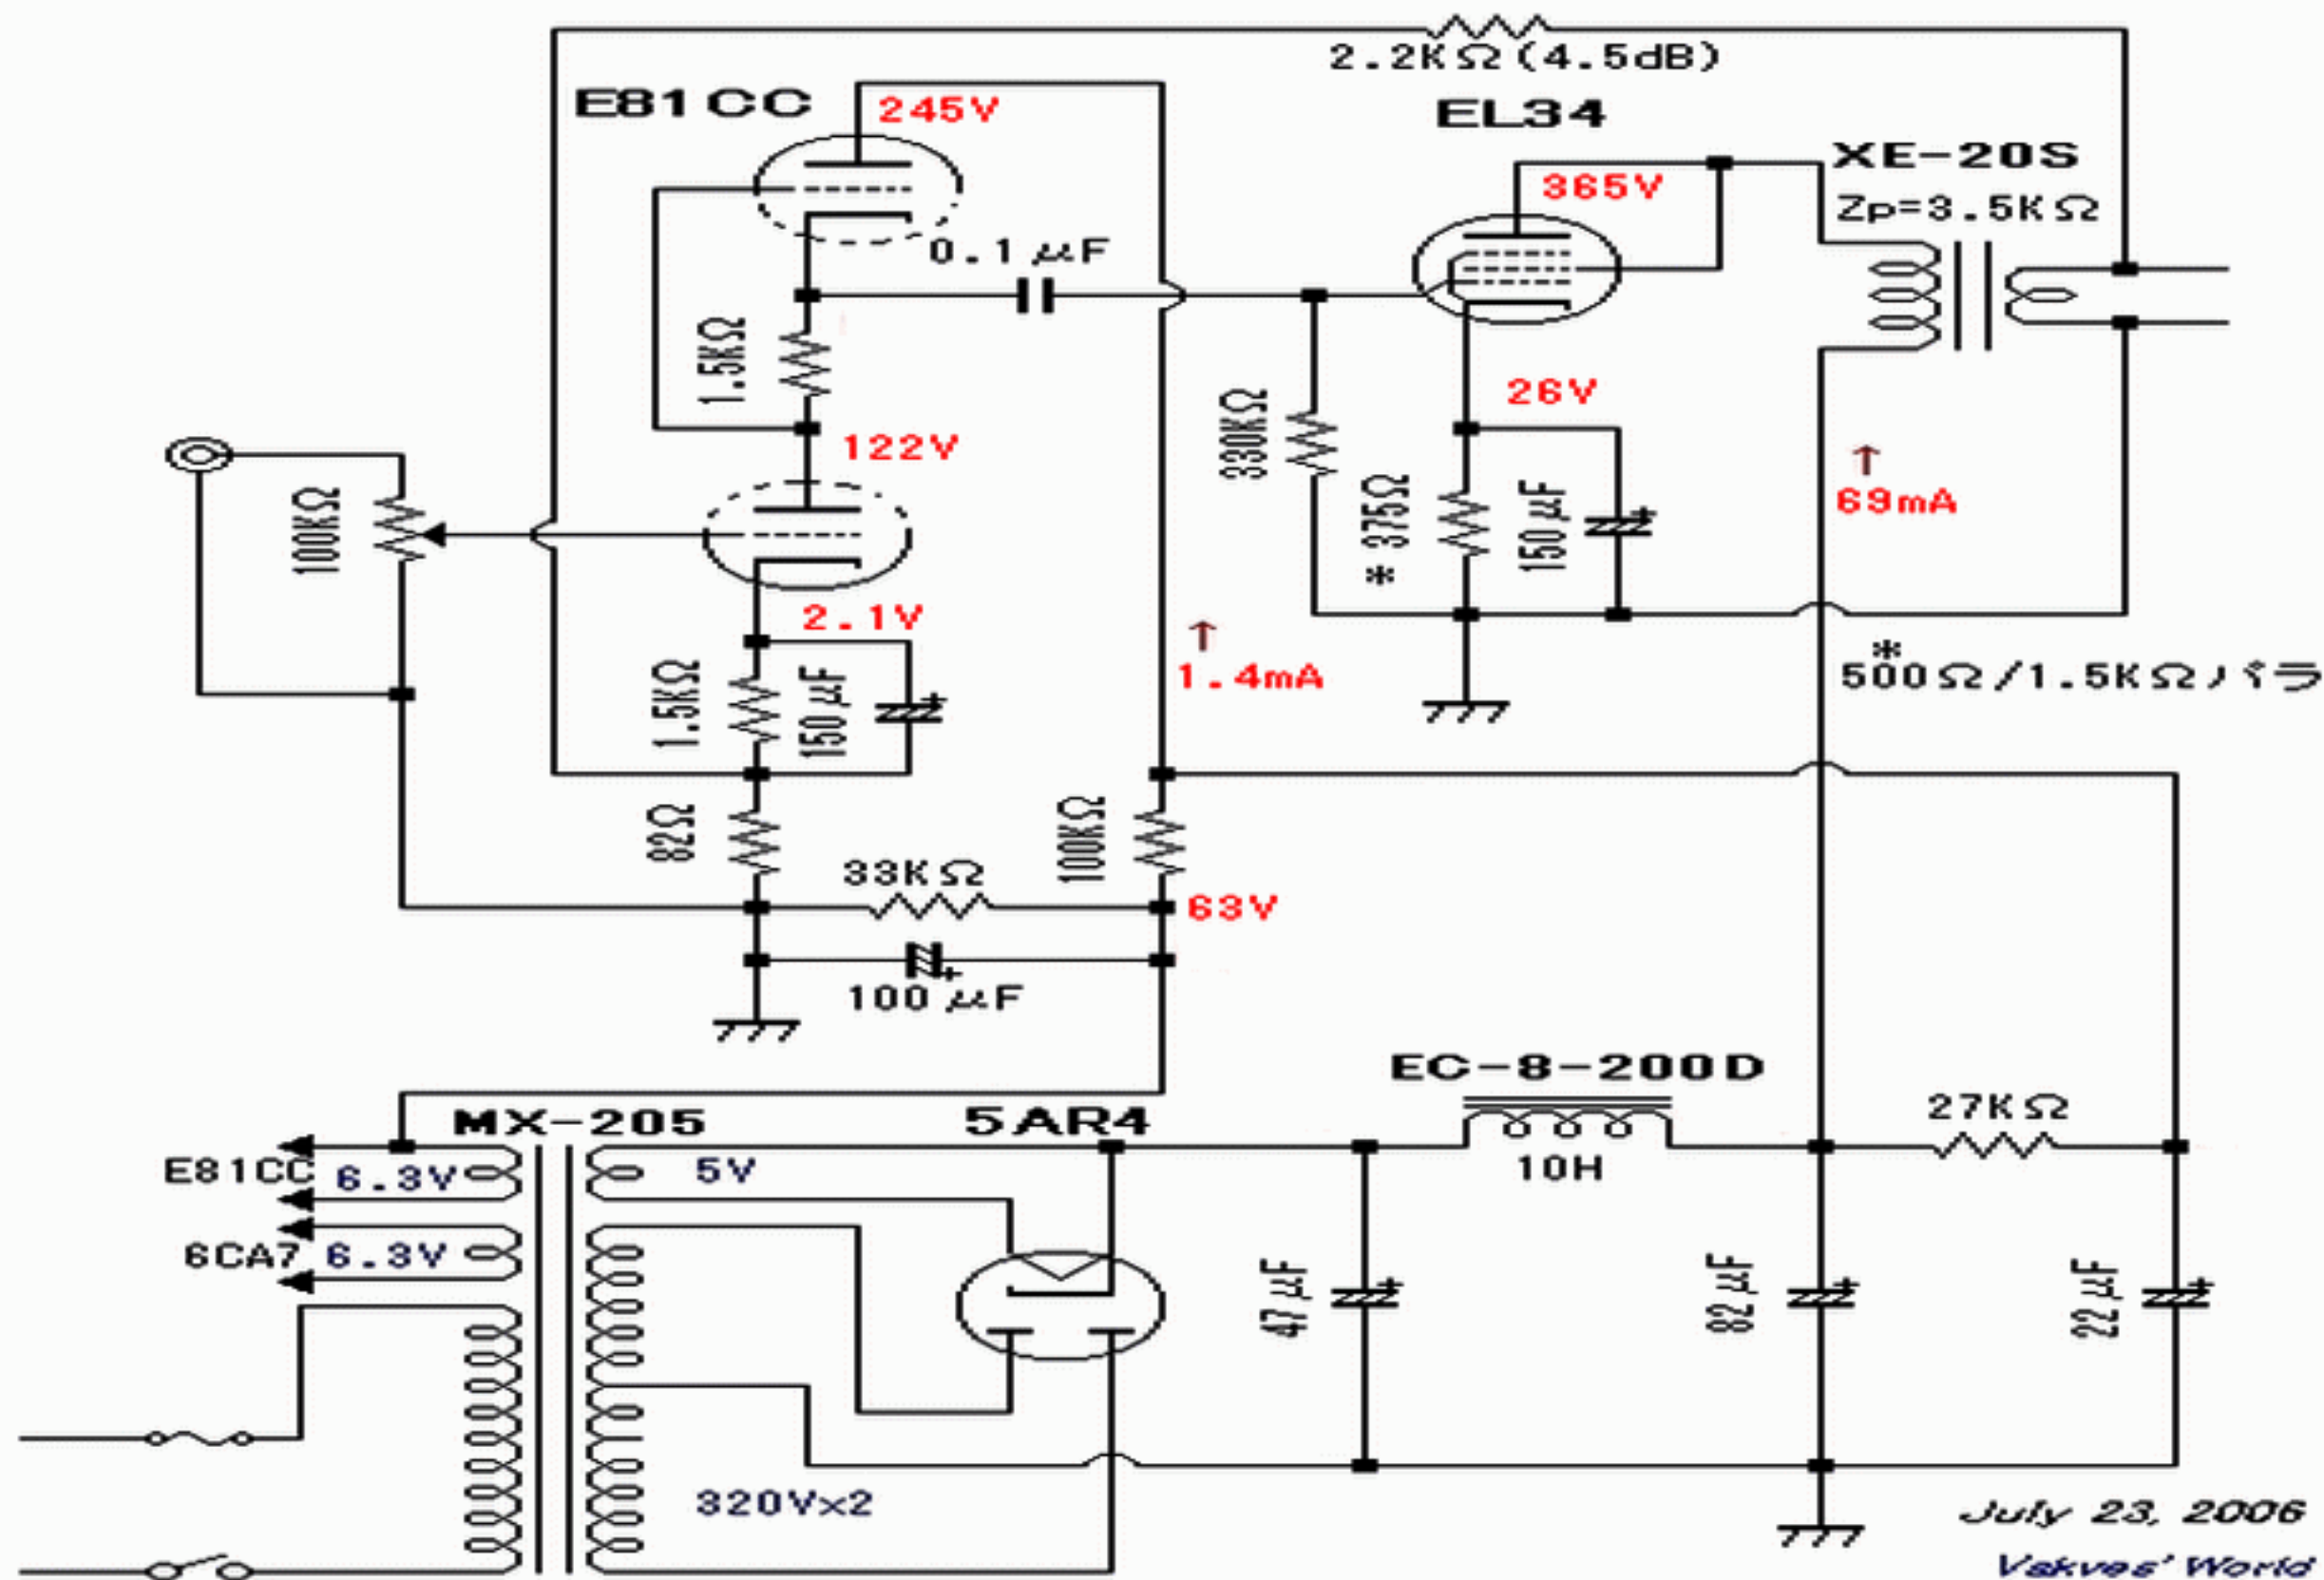 2.2KΩ(4.5dB)
E81CC
245V
EL34
XE-20S
365V
Zp=3.5KΩ
0.1μF
1.5KΩ
26V
122V
330KΩ
100KΩ
* 375Ω
150μF
69mA
2.1V
1.5KΩ
150μF
1.4mA
*
500Ω/1.5KΩパラ
82Ω
100KΩ
33KΩ
63V
100μF
EC-8-200D
MX-205
5AR4
27KΩ
E81CC
6.3V
5V
10H
6CA7
6.3V
47μF
82μF
22μF
320Vx2
July 23, 2006
Vakves' World